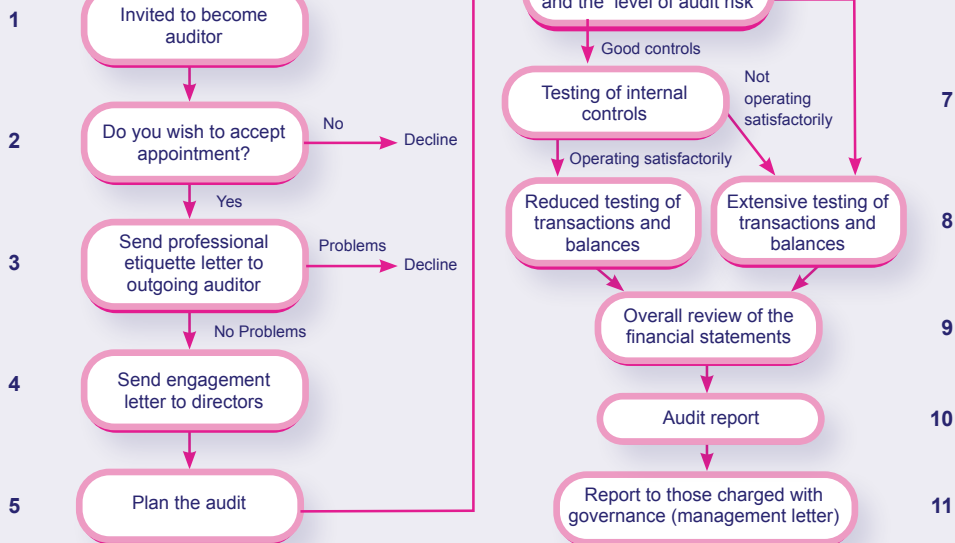 1
Invited to become
auditor
2
Do you wish to accept
appointment?
No
Decline
Yes
3
Send professional
etiquette letter to
outgoing auditor
Problems
Decline
No Problems
4
Send engagement
letter to directors
5
Plan the audit
and the level of audit risk
Good controls
Testing of internal
controls
Not
operating
satisfactorily
7
Operating satisfactorily
Reduced testing of
transactions and
balances
Extensive testing of
transactions and
balances
8
Overall review of the
financial statements
9
Audit report
10
Report to those charged with
governance (management letter)
11